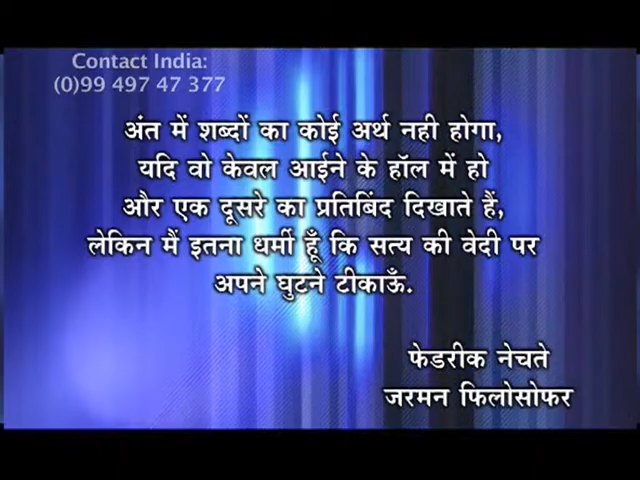 Contact India:
(0)99 497 47 377
अंत में शब्दों का कोई अर्थ नही होगा,
यदि वो केवल आईने के हॉल में हो
और एक दूसरे का प्रतिबिंद दिखाते हैं,
लेकिन मैं इतना धर्मी हूँ कि सत्य की वेदी पर
अपने घुटने टीकाऊँ.
फेडरीक नेचते
जरमन फिलोसोफर